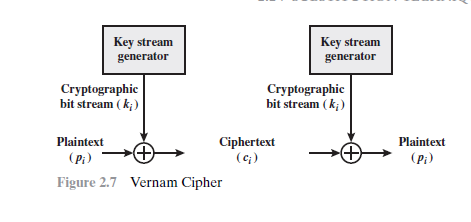 Key stream
generator
Key stream
generator
Cryptographic
bit stream ( kᵢ )
Cryptographic
bit stream ( kᵢ )
Plaintext
( pᵢ )
Ciphertext
( cᵢ )
Plaintext
( pᵢ )
Figure 2.7 Vernam Cipher